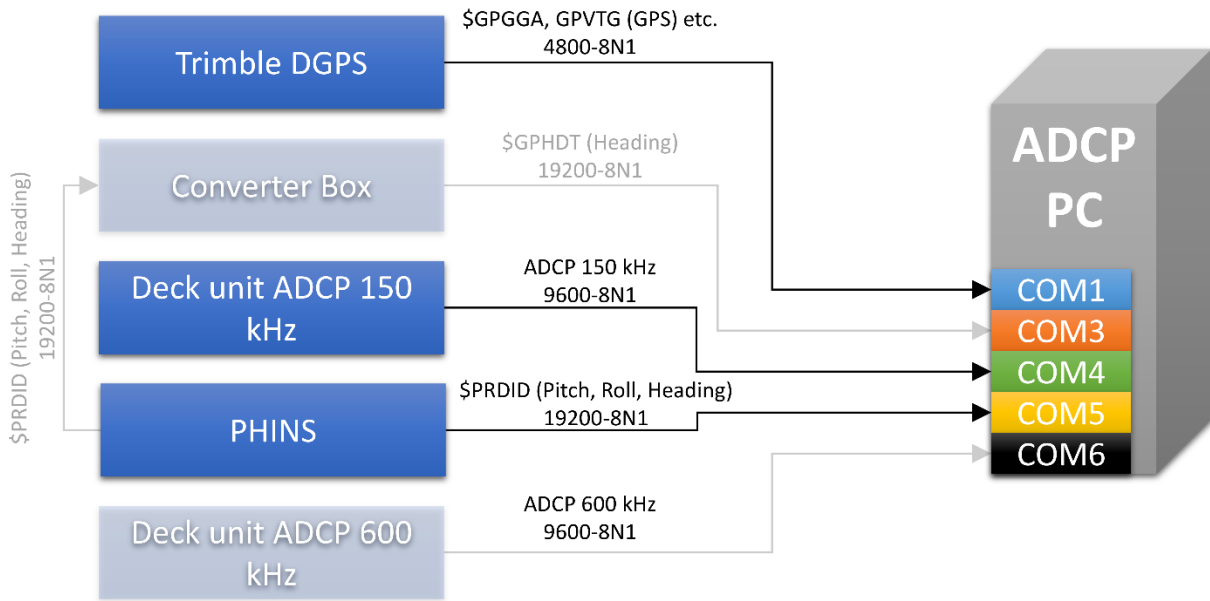 $GPGGA, GPVTG (GPS) etc.
4800-8N1
Trimble DGPS
$GPHDT (Heading)
19200-8N1
Converter Box
$PRDID (Pitch, Roll, Heading)
19200-8N1
ADCP 150 kHz
9600-8N1
Deck unit ADCP 150
kHz
$PRDID (Pitch, Roll, Heading)
19200-8N1
PHINS
ADCP 600 kHz
9600-8N1
Deck unit ADCP 600
kHz
ADCP
PC
COM1
COM3
COM4
COM5
COM6